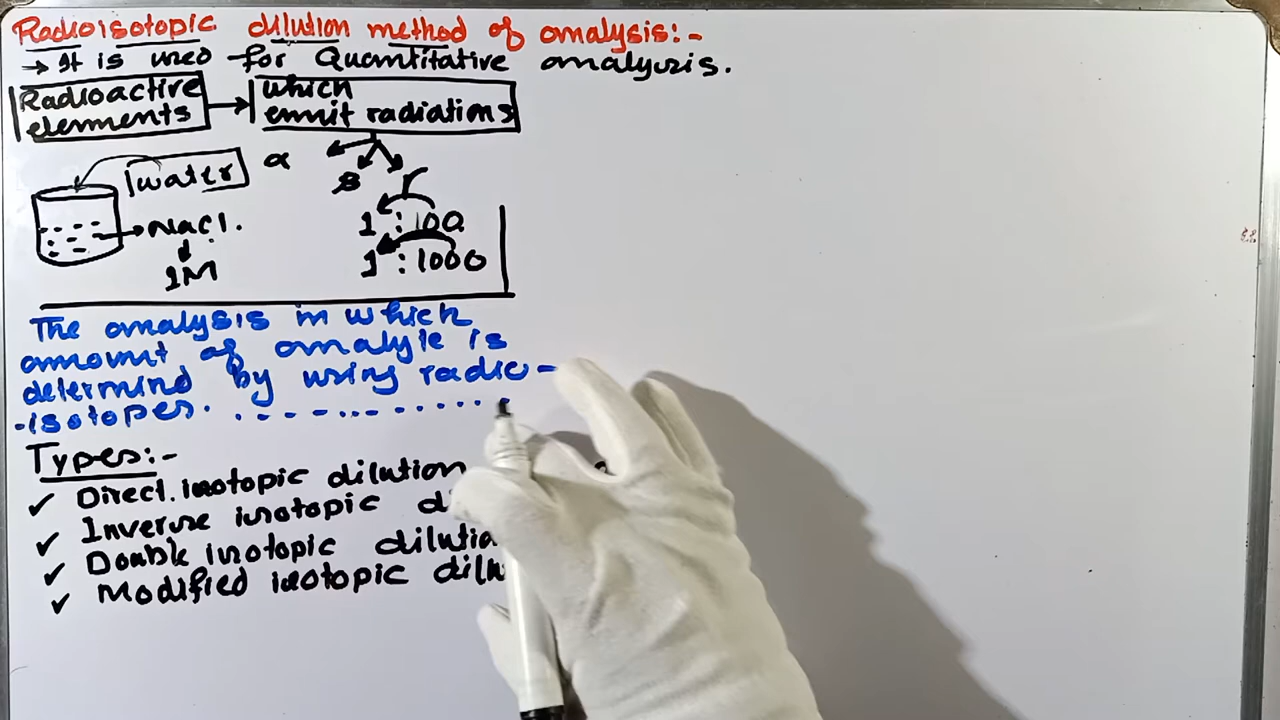 Radioisotopic dilution method of analysis:-
→ It is used for Quantitative analysis.
Radioactive elements → which emmit radiations
α
β
γ
water
NaCl.
1M
1 : 100
1 : 1000
The analysis in which
amount of analyte is
determind by using radio-
-isotopes.
Types:-
✓ Direct isotopic dilution
✓ Inverse isotopic
✓ Double isotopic
✓ Modified isotopic